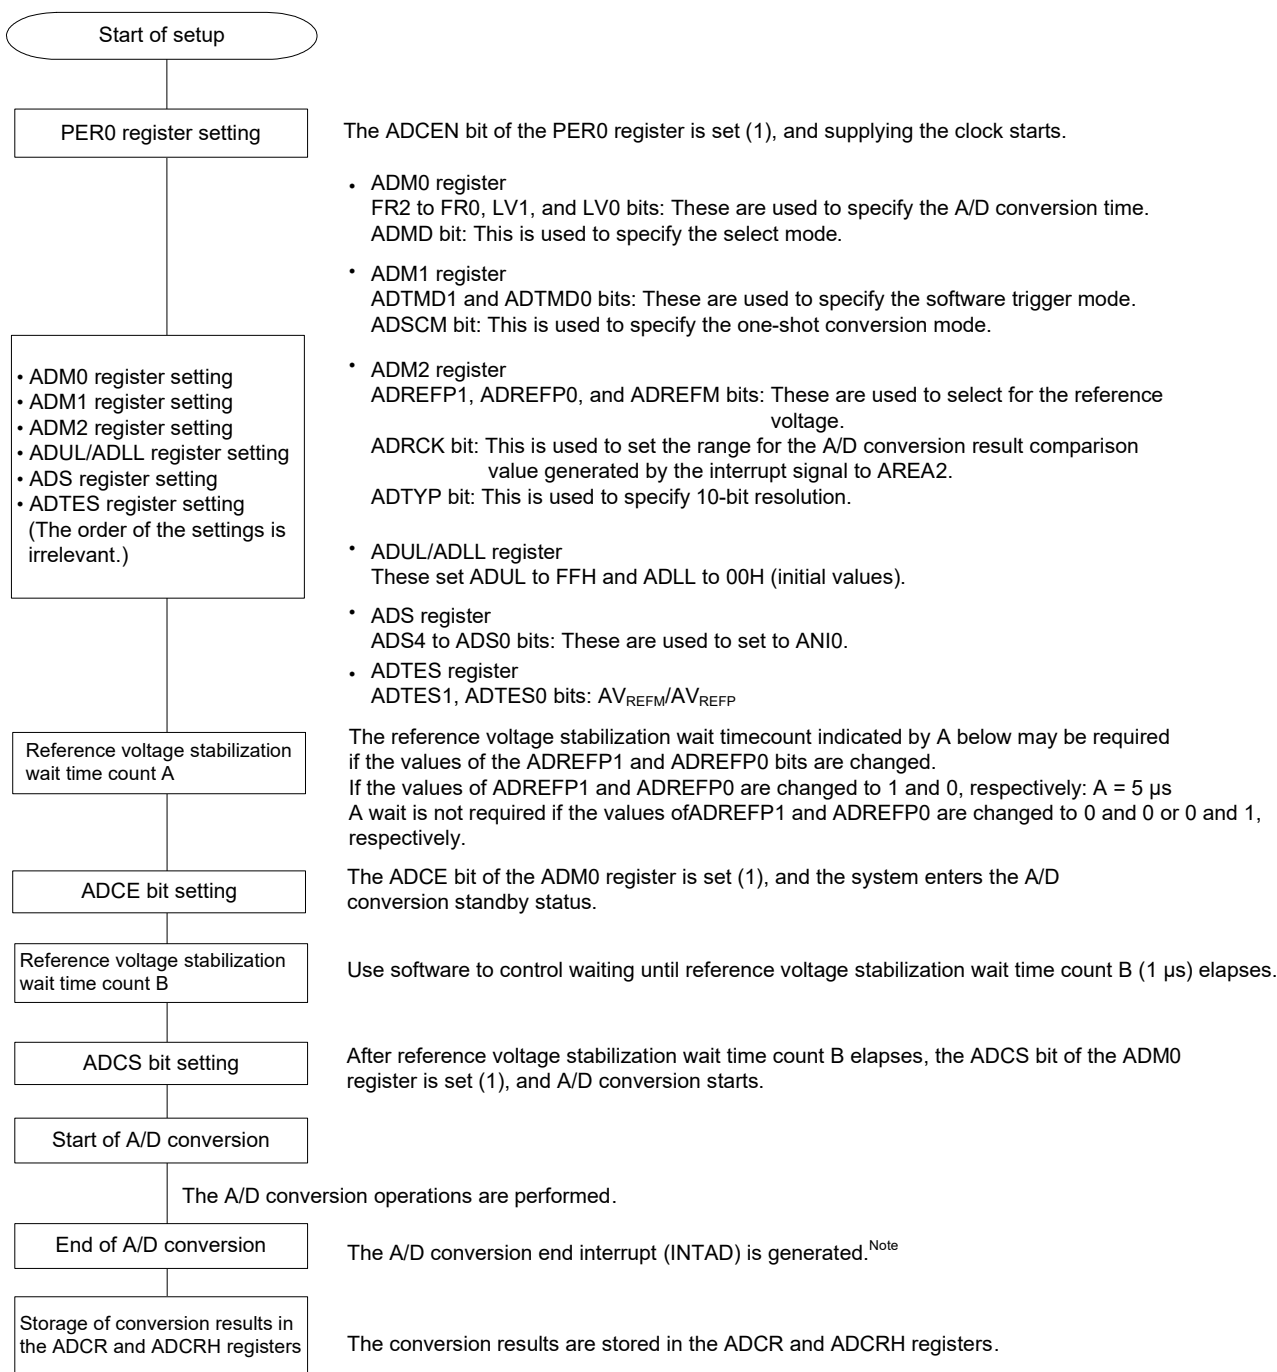 Start of setup
PER0 register setting
The ADCEN bit of the PER0 register is set (1), and supplying the clock starts.
• ADM0 register setting
• ADM1 register setting
• ADM2 register setting
• ADUL/ADLL register setting
• ADS register setting
• ADTES register setting
(The order of the settings is
irrelevant.)
• ADM0 register
FR2 to FR0, LV1, and LV0 bits: These are used to specify the A/D conversion time.
ADMD bit: This is used to specify the select mode.
• ADM1 register
ADTMD1 and ADTMD0 bits: These are used to specify the software trigger mode.
ADSCM bit: This is used to specify the one-shot conversion mode.
• ADM2 register
ADREFP1, ADREFP0, and ADREFM bits: These are used to select for the reference
voltage.
ADRCK bit: This is used to set the range for the A/D conversion result comparison
value generated by the interrupt signal to AREA2.
ADTYP bit: This is used to specify 10-bit resolution.
• ADUL/ADLL register
These set ADUL to FFH and ADLL to 00H (initial values).
• ADS register
ADS4 to ADS0 bits: These are used to set to ANI0.
• ADTES register
ADTES1, ADTES0 bits: AVREFM/AVREFP
Reference voltage stabilization
wait time count A
The reference voltage stabilization wait timecount indicated by A below may be required
if the values of the ADREFP1 and ADREFP0 bits are changed.
If the values of ADREFP1 and ADREFP0 are changed to 1 and 0, respectively: A = 5 µs
A wait is not required if the values ofADREFP1 and ADREFP0 are changed to 0 and 0 or 0 and 1,
respectively.
ADCE bit setting
The ADCE bit of the ADM0 register is set (1), and the system enters the A/D
conversion standby status.
Reference voltage stabilization
wait time count B
Use software to control waiting until reference voltage stabilization wait time count B (1 µs) elapses.
ADCS bit setting
After reference voltage stabilization wait time count B elapses, the ADCS bit of the ADM0
register is set (1), and A/D conversion starts.
Start of A/D conversion
The A/D conversion operations are performed.
End of A/D conversion
The A/D conversion end interrupt (INTAD) is generated.Note
Storage of conversion results in
the ADCR and ADCRH registers
The conversion results are stored in the ADCR and ADCRH registers.